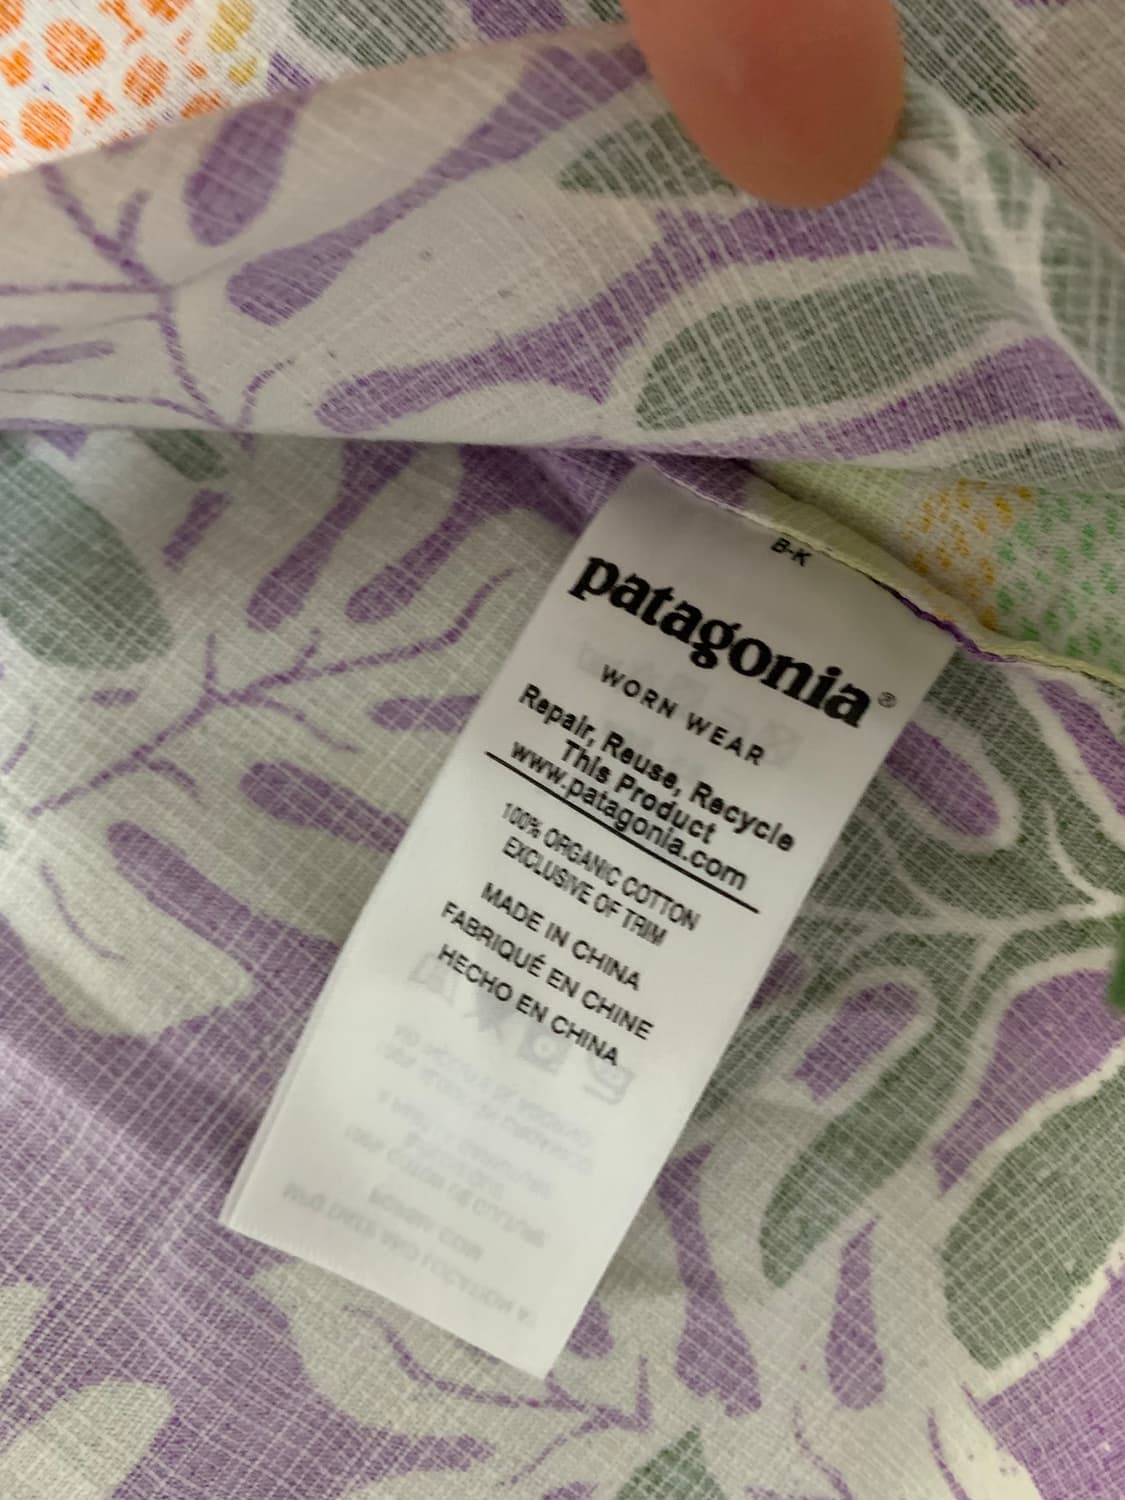 B-K
patagonia®
WORN WEAR
Repair, Reuse, Recycle
This Product
www.patagonia.com
100% ORGANIC COTTON
EXCLUSIVE OF TRIM
MADE IN CHINA
FABRIQUÉ EN CHINE
HECHO EN CHINA